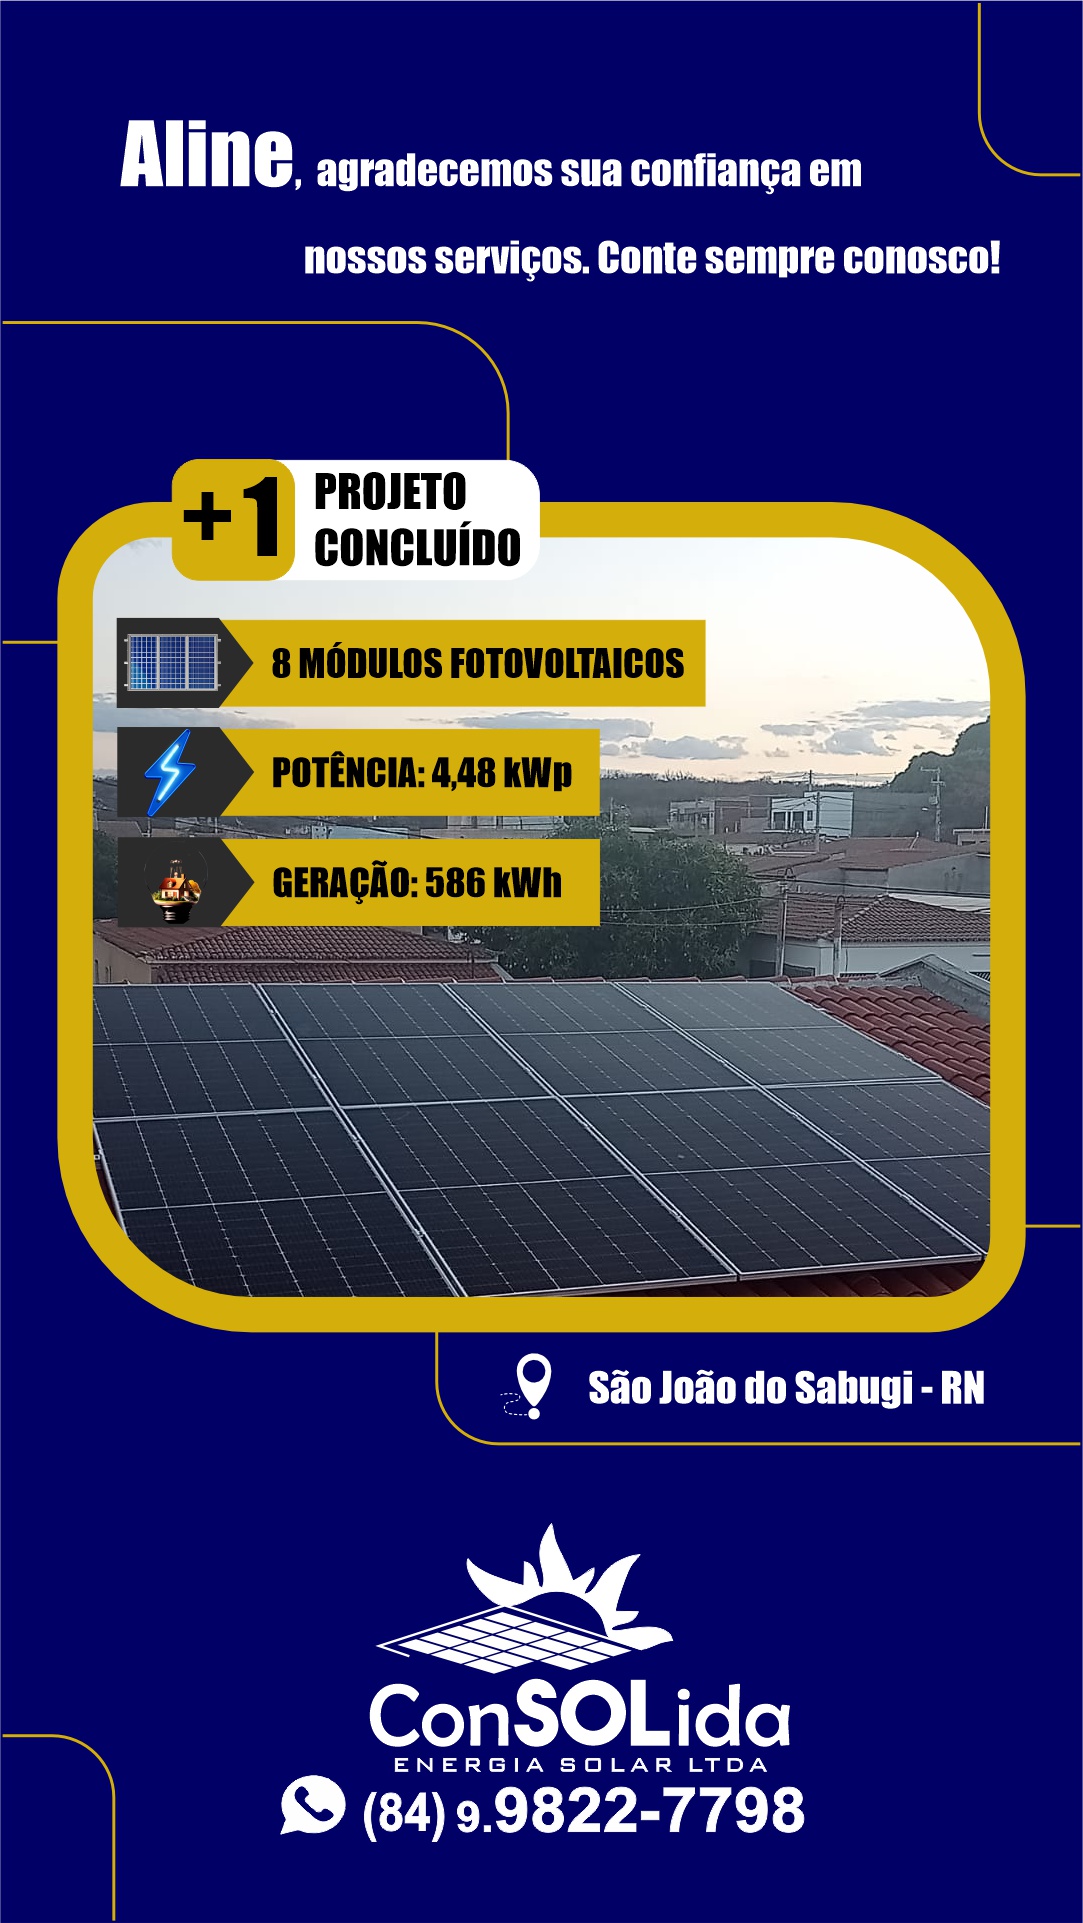 Aline, agradecemos sua confiança em
nossos serviços. Conte sempre conosco!
+1 PROJETO
CONCLUÍDO
8 MÓDULOS FOTOVOLTAICOS
POTÊNCIA: 4,48 kWp
GERAÇÃO: 586 kWh
São João do Sabugi - RN
ConSOLida
ENERGIA SOLAR LTDA
(84) 9.9822-7798